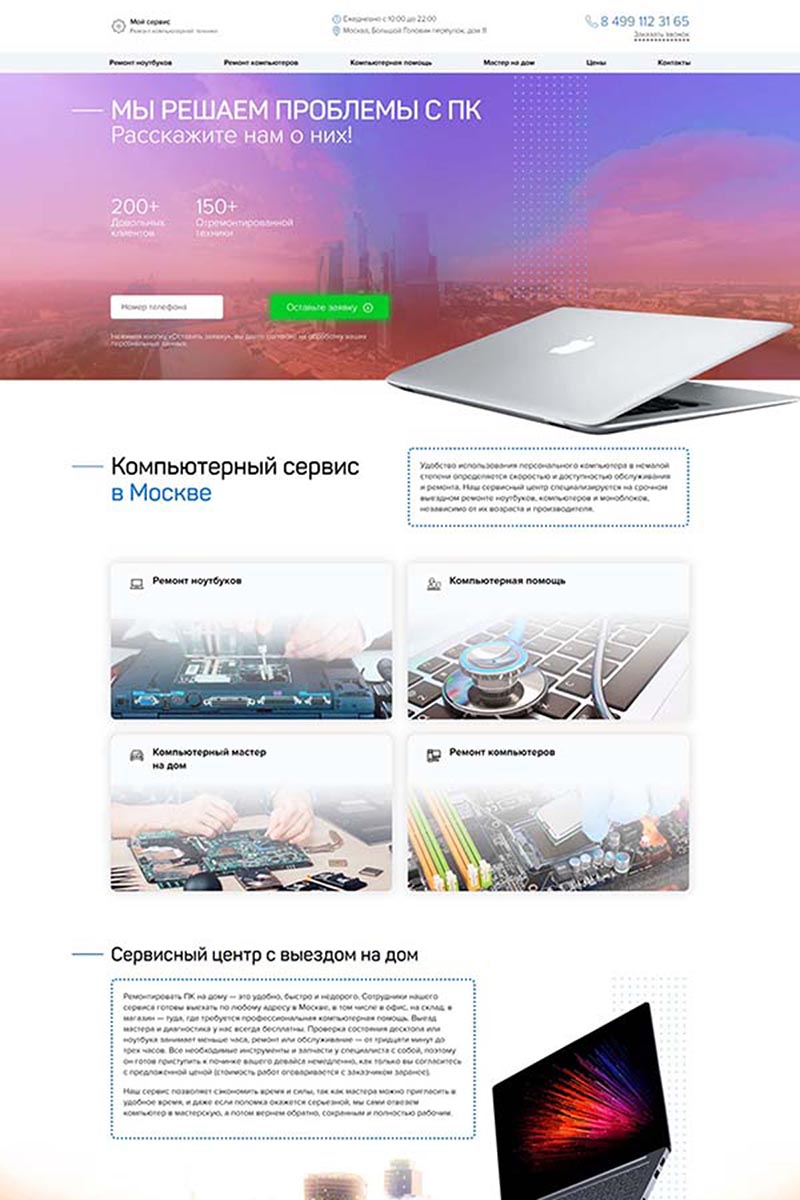 Мой сервис
Ремонт компьютерной техники
Ежедневно с 10:00 до 22:00
Москва, Большой Головин переулок, дом 11
8 499 112 31 65
Заказать звонок
Ремонт ноутбуков Ремонт компьютеров Компьютерная помощь Мастер на дом Цены Контакты
МЫ РЕШАЕМ ПРОБЛЕМЫ С ПК
Расскажите нам о них!
200+ 150+
Довольных Отремонтированной
клиентов техники
Номер телефона Оставьте заявку
Нажимая кнопку «Оставить заявку», вы даете согласие на обработку ваших
персональных данных
Компьютерный сервис
в Москве
Удобство использования персонального компьютера в немалой
степени определяется скоростью и доступностью обслуживания
и ремонта. Наш сервисный центр специализируется на срочном
выездном ремонте ноутбуков, компьютеров и моноблоков,
независимо от их возраста и производителя.
Ремонт ноутбуков
Компьютерная помощь
Компьютерный мастер
на дом
Ремонт компьютеров
Сервисный центр с выездом на дом
Ремонтировать ПК на дому — это удобно, быстро и недорого. Сотрудники нашего
сервиса готовы выехать по любому адресу в Москве, в том числе в офис, на склад, в
магазин — туда, где требуется профессиональная компьютерная помощь. Выезд
мастера и диагностика у нас всегда бесплатны. Проверка состояния десктопа или
ноутбука занимает меньше часа, ремонт или обслуживание — от тридцати минут до
трех часов. Все необходимые инструменты и запчасти у специалиста с собой, поэтому
он готов приступить к починке вашего девайса немедленно, как только вы согласитесь
с предложенной ценой (стоимость работ оговаривается с заказчиком заранее).
Наш сервис позволяет сэкономить время и силы, так как мастера можно пригласить в
удобное время, и даже если поломка окажется серьезной, мы сами отвезем
компьютер в мастерскую, а потом вернем обратно, сохранным и полностью рабочим.